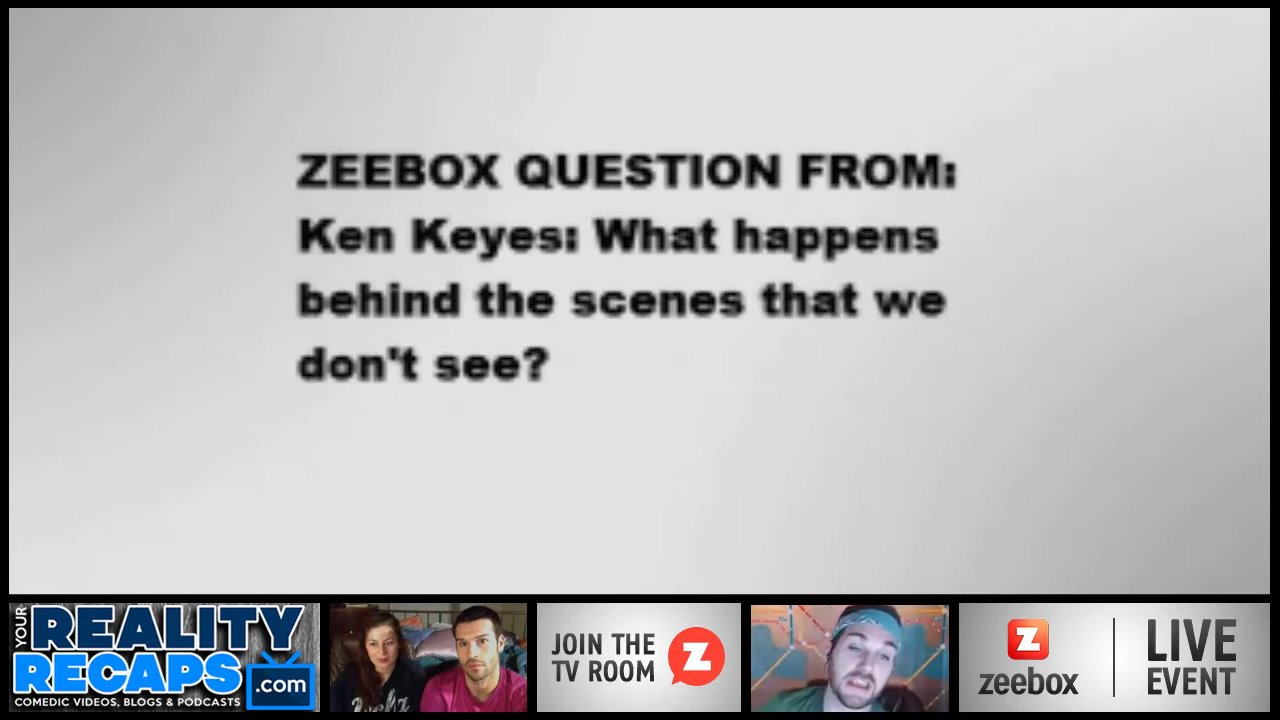 ZEEBOX QUESTION FROM:
Ken Keyes: What happens
behind the scenes that we
don't see?
YOUR
REALITY
RECAPS
.com
COMEDIC VIDEOS, BLOGS & PODCASTS
JOIN THE
TV ROOM
Z
Z
zeebox
LIVE
EVENT